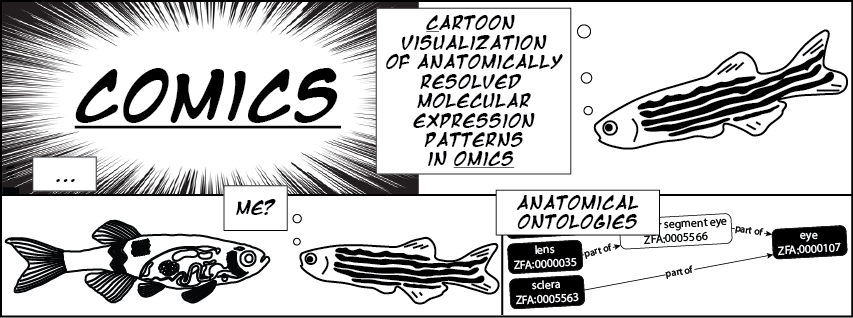 COMICS
CARTOON
VISUALIZATION
OF ANATOMICALLY
RESOLVED
MOLECULAR
EXPRESSION
PATTERNS
IN OMICS
...
ME?
ANATOMICAL
ONTOLOGIES
segment eye
ZFA:0005566
part of
eye
ZFA:0000107
lens
ZFA:0000035
part of
sclera
ZFA:0005563
part of